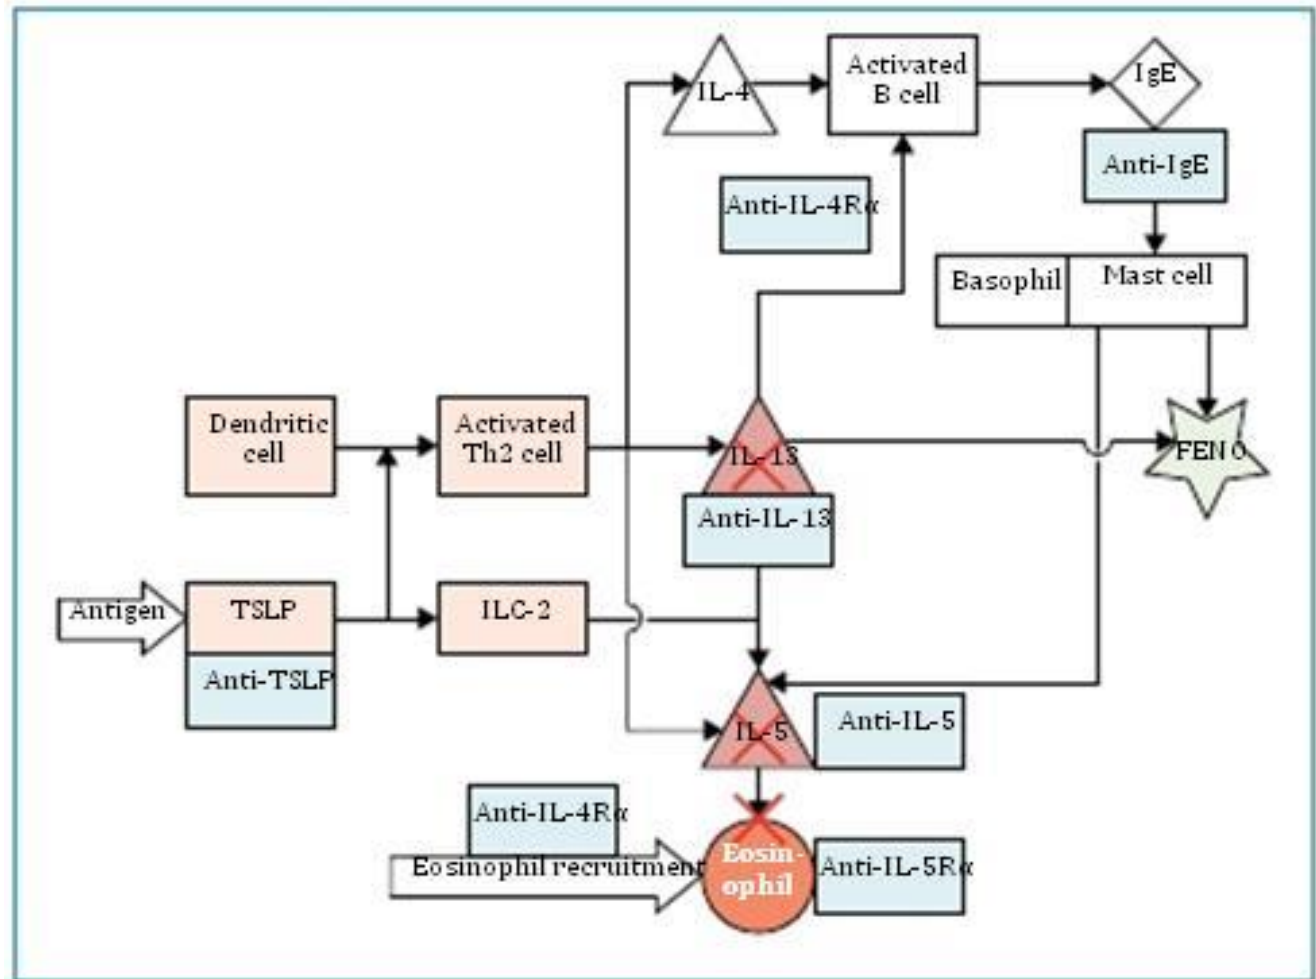 IL-4
Activated
B cell
IgE
Anti-IgE
Anti-IL-4Rα
Basophil
Mast cell
Dendritic
cell
Activated
Th2 cell
IL-13
FENO
Anti-IL-13
Antigen
TSLP
ILC-2
Anti-TSLP
IL-5
Anti-IL-5
Anti-IL-4Rα
Eosinophil recruitment
Eosin-
ophil
Anti-IL-5Rα